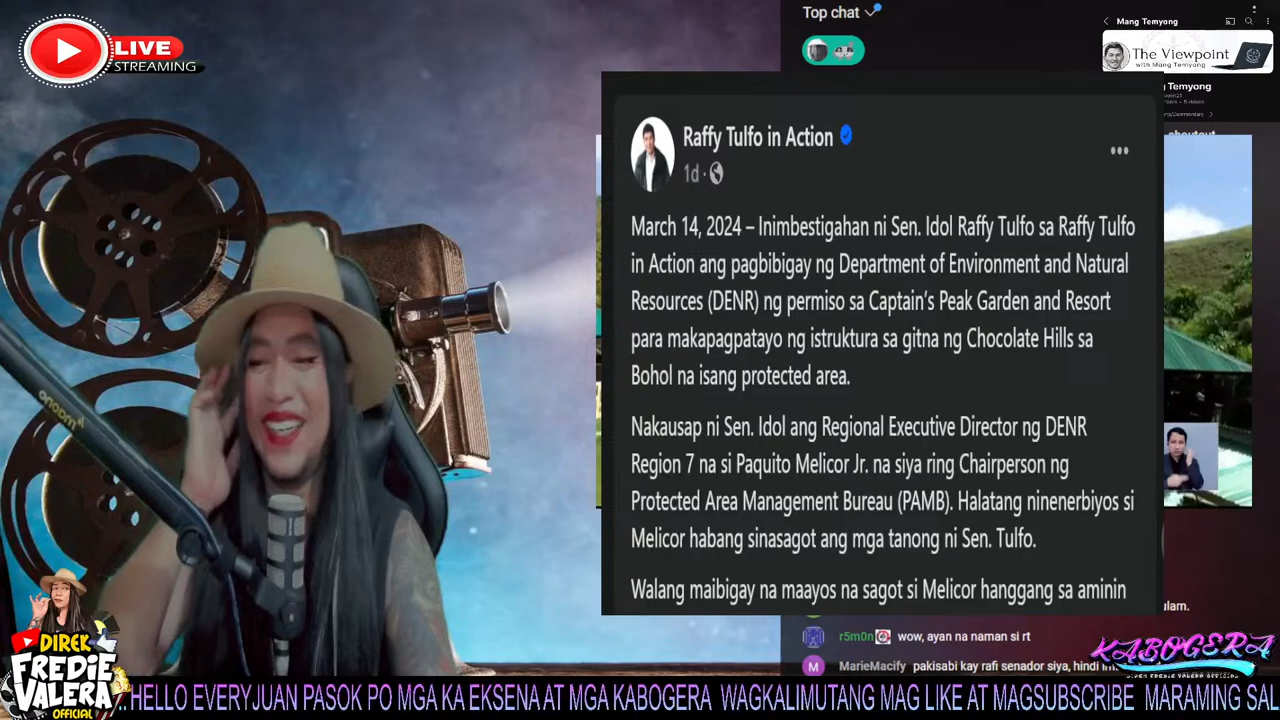 LIVE
STREAMING
Top chat
Mang Temyong
The Viewpoint
with Mang Temyong
Temyong
Raffy Tulfo in Action
1d
March 14, 2024 – Inimbestigahan ni Sen. Idol Raffy Tulfo sa Raffy Tulfo
in Action ang pagbibigay ng Department of Environment and Natural
Resources (DENR) ng permiso sa Captain’s Peak Garden and Resort
para makapagpatayo ng istruktura sa gitna ng Chocolate Hills sa
Bohol na isang protected area.
Nakausap ni Sen. Idol ang Regional Executive Director ng DENR
Region 7 na si Paquito Melicor Jr. na siya ring Chairperson ng
Protected Area Management Bureau (PAMB). Halatang ninenerbiyos si
Melicor habang sinasagot ang mga tanong ni Sen. Tulfo.
Walang maibigay na maayos na sagot si Melicor hanggang sa aminin
ulam.
r5m0n wow, ayan na naman si rt
M MarieMacify pakisabi kay rafi senador siya, hindi
maono
DIREK
FREDIE
VALERA
OFFICIAL
KABOGERA
DIREK FREDIE VALERA OFFICIAL
HELLO EVERYJUAN PASOK PO MGA KA EKSENA AT MGA KABOGERA WAGKALIMUTANG MAG LIKE AT MAGSUBSCRIBE MARAMING SAL